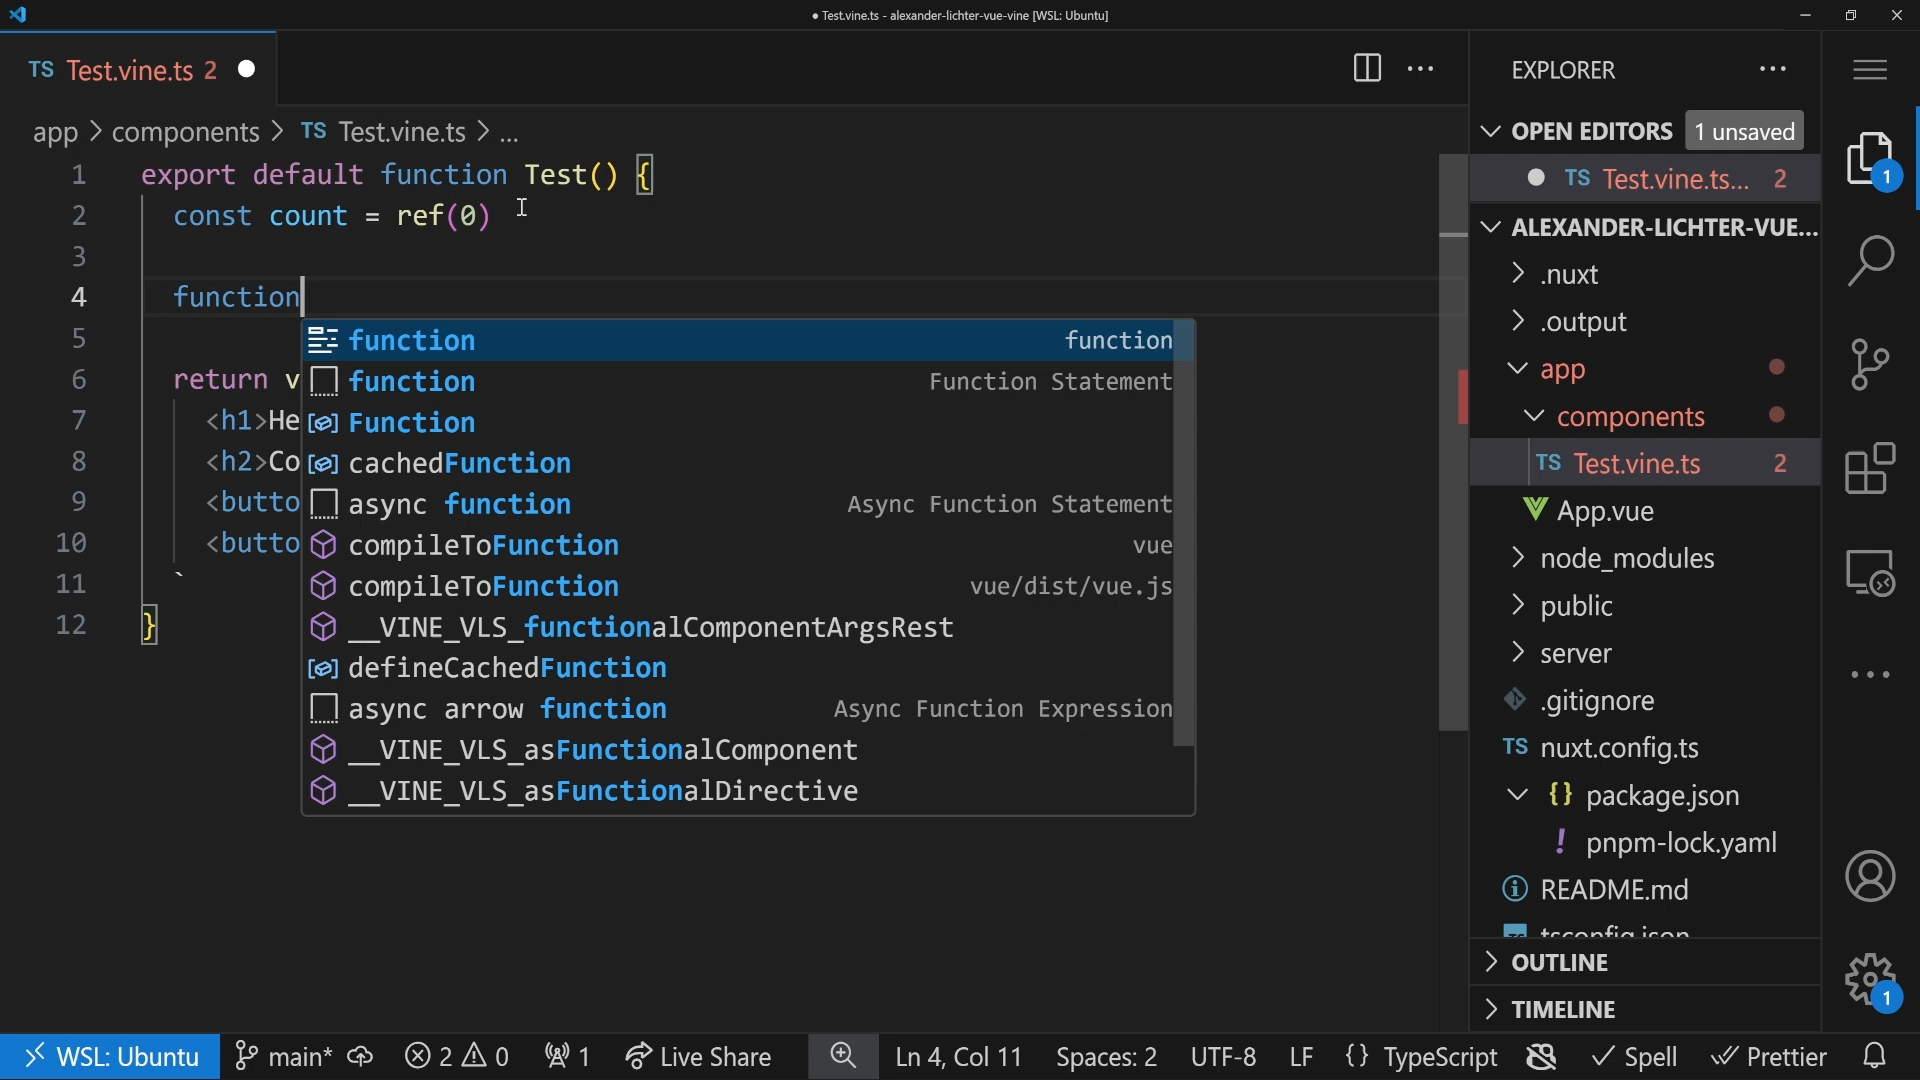 ● Test.vine.ts - alexander-lichter-vue-vine [WSL: Ubuntu]
TS Test.vine.ts 2
app > components > TS Test.vine.ts > ...
1 export default function Test() {
2 const count = ref(0)
3
4 function
5
6 return v
7 <h1>He
8 <h2>Co
9 <butto
10 <butto
11 `
12 }
function function
function Function Statement
Function
cachedFunction
async function Async Function Statement
compileToFunction vue
compileToFunction vue/dist/vue.js
__VINE_VLS_functionalComponentArgsRest
defineCachedFunction
async arrow function Async Function Expression
__VINE_VLS_asFunctionalComponent
__VINE_VLS_asFunctionalDirective
EXPLORER
OPEN EDITORS 1 unsaved
TS Test.vine.ts... 2
ALEXANDER-LICHTER-VUE...
.nuxt
.output
app
components
TS Test.vine.ts 2
App.vue
node_modules
public
server
.gitignore
TS nuxt.config.ts
{} package.json
! pnpm-lock.yaml
README.md
tsconfig.json
OUTLINE
TIMELINE
1
1
WSL: Ubuntu main* 2 0 1 Live Share Ln 4, Col 11 Spaces: 2 UTF-8 LF {} TypeScript Spell Prettier